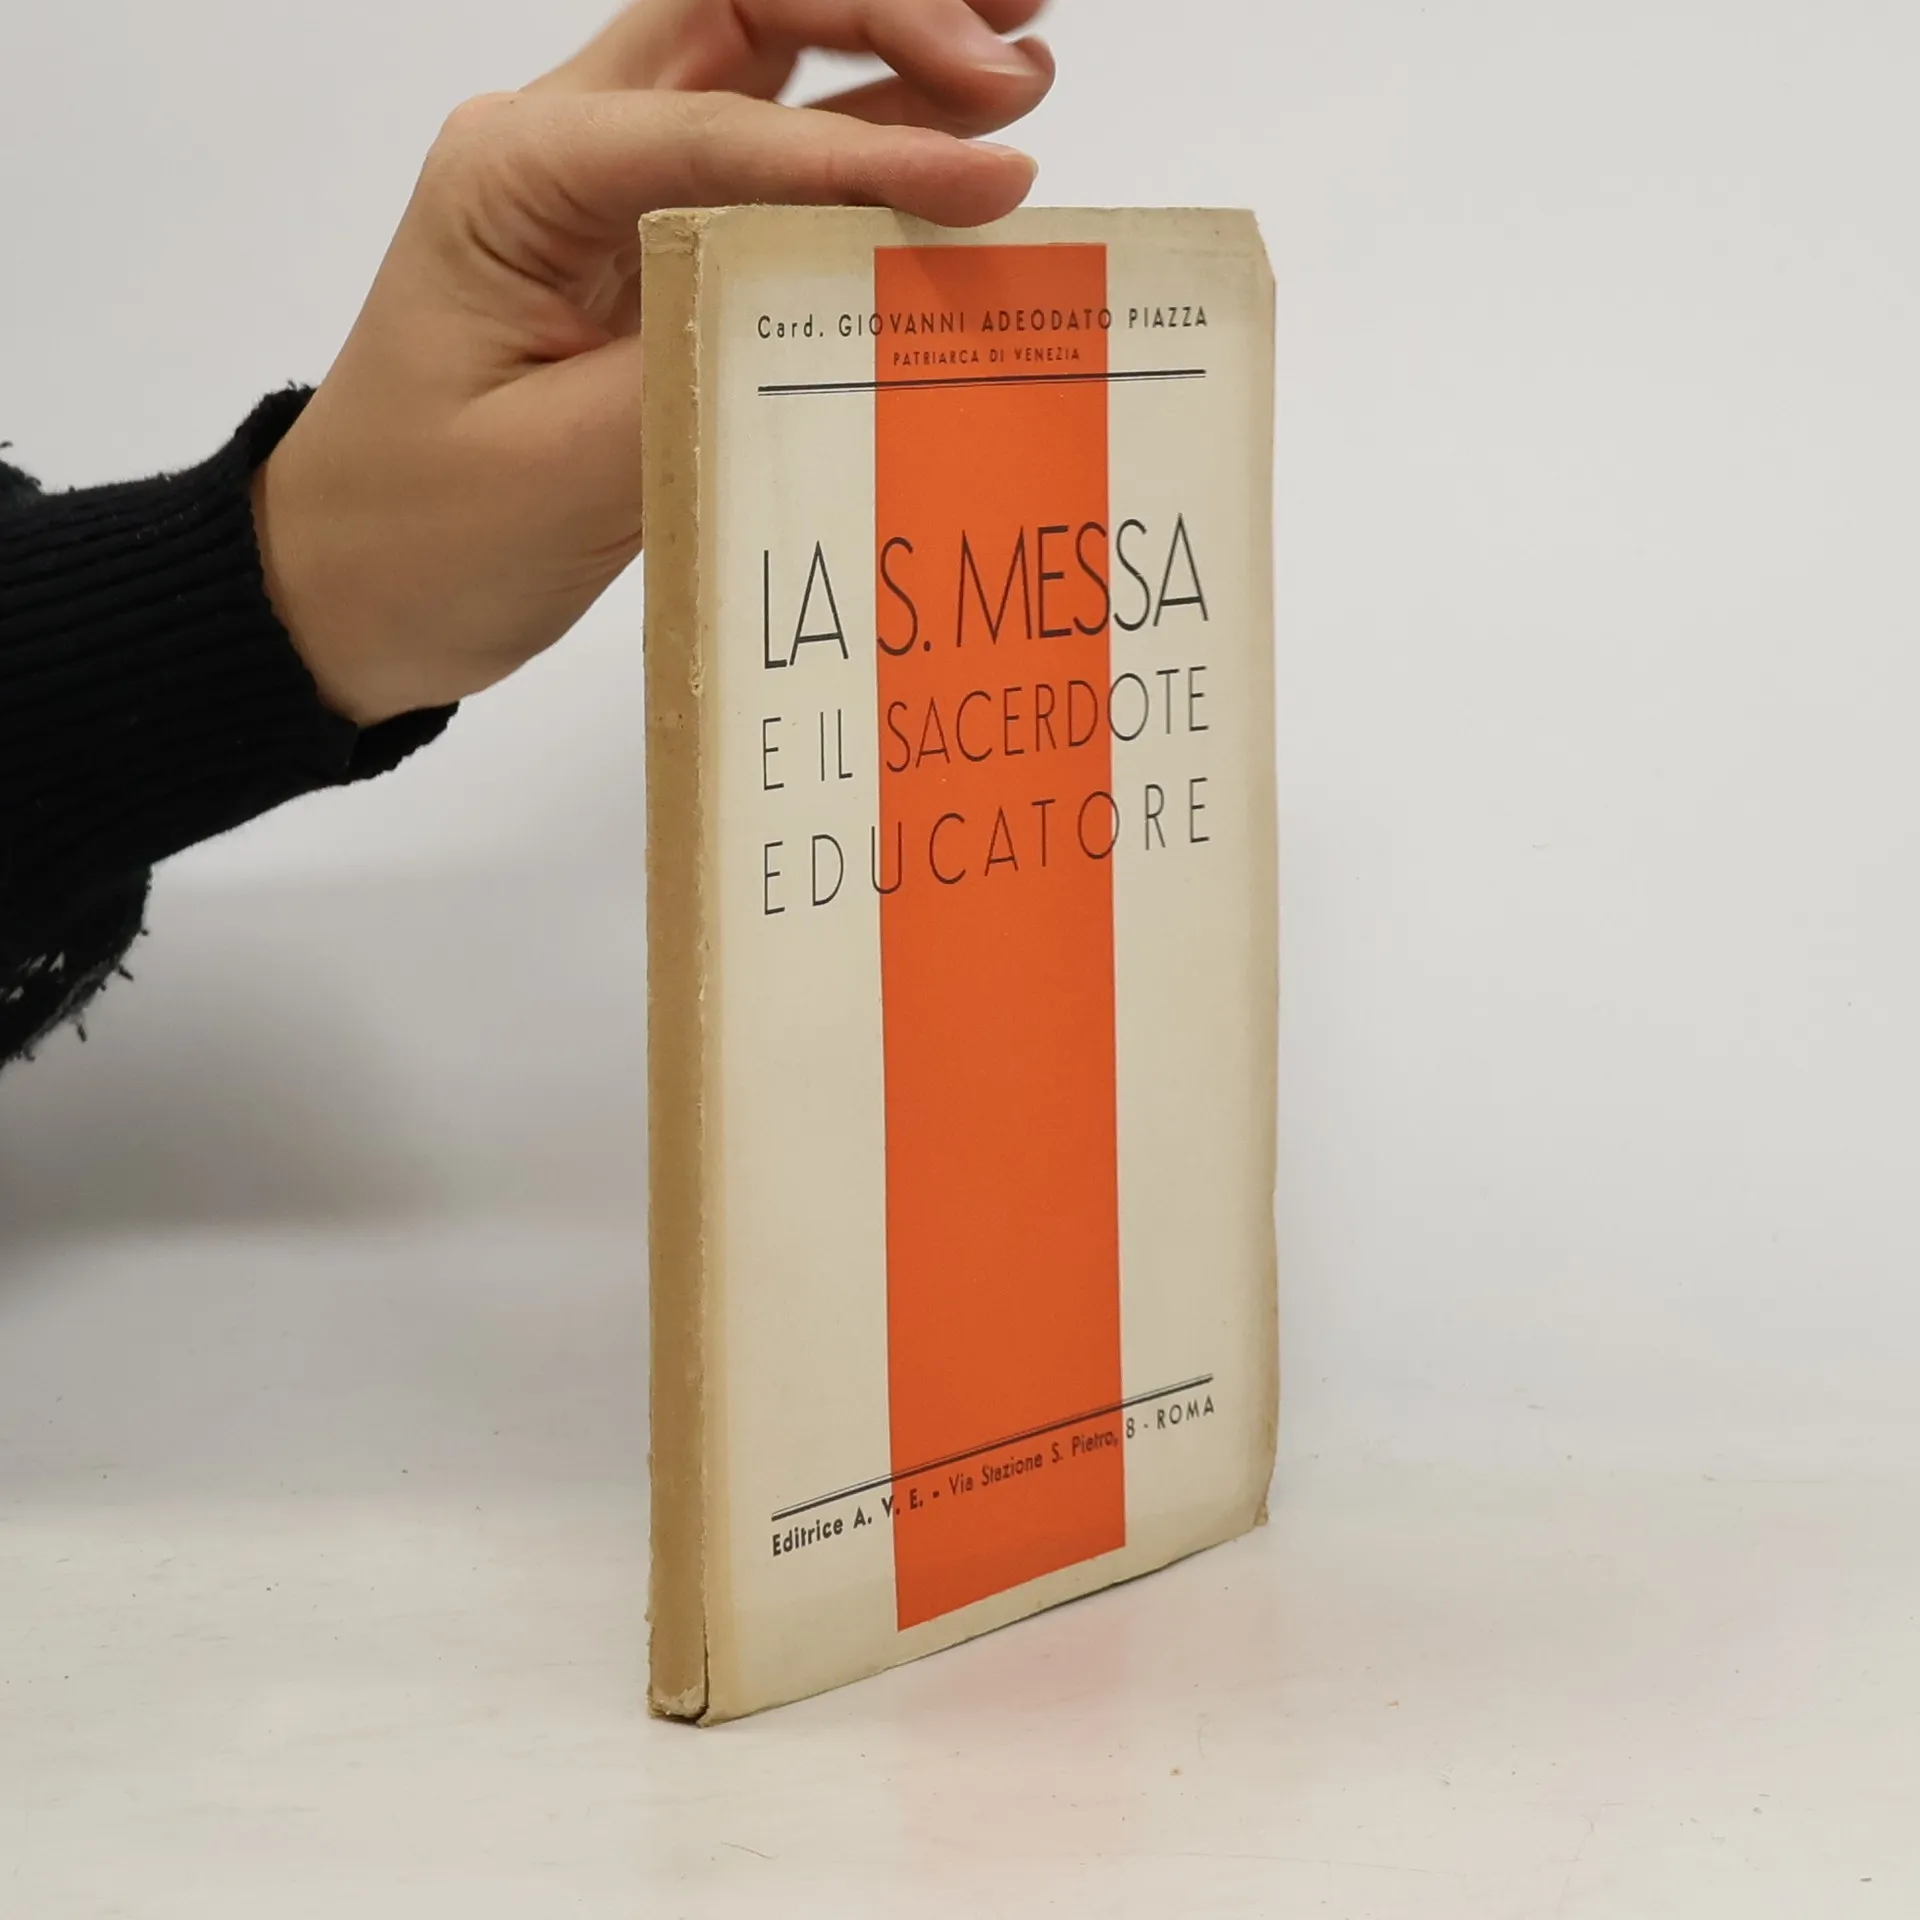 Card. GIOVANNI ADEODATO PIAZZA
PATRIARCA DI VENEZIA
LA S. MESSA
E IL SACERDOTE
EDUCATORE
Editrice A. V. E. - Via Stazione S. Pietro, 8 - ROMA